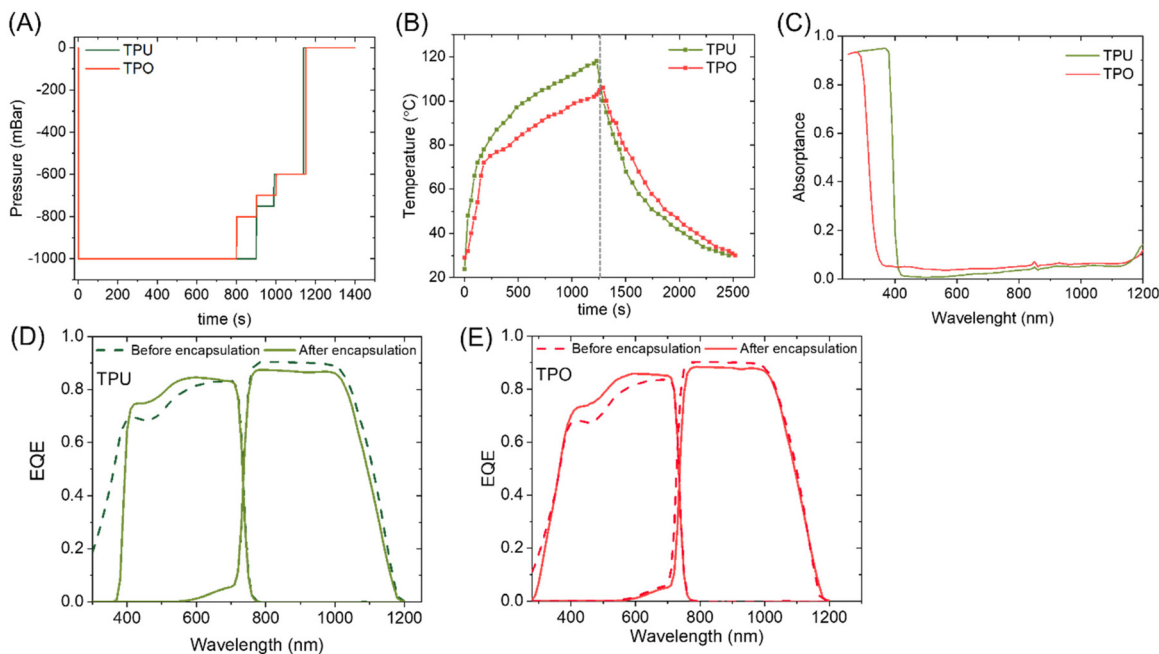 (A)
TPU
TPO
0
-200
-400
-600
-800
-1000
Pressure (mBar)
0 200 400 600 800 1000 1200 1400
time (s)
(B)
TPU
TPO
120
100
80
60
40
20
Temperature (°C)
0 500 1000 1500 2000 2500
time (s)
(C)
TPU
TPO
1.0
0.8
0.6
0.4
0.2
0.0
Absorptance
400 600 800 1000 1200
Wavelenght (nm)
(D)
Before encapsulation After encapsulation
TPU
1.0
0.8
0.6
0.4
0.2
0.0
EQE
400 600 800 1000 1200
Wavelength (nm)
(E)
Before encapsulation After encapsulation
TPO
1.0
0.8
0.6
0.4
0.2
0.0
EQE
400 600 800 1000 1200
Wavelength (nm)